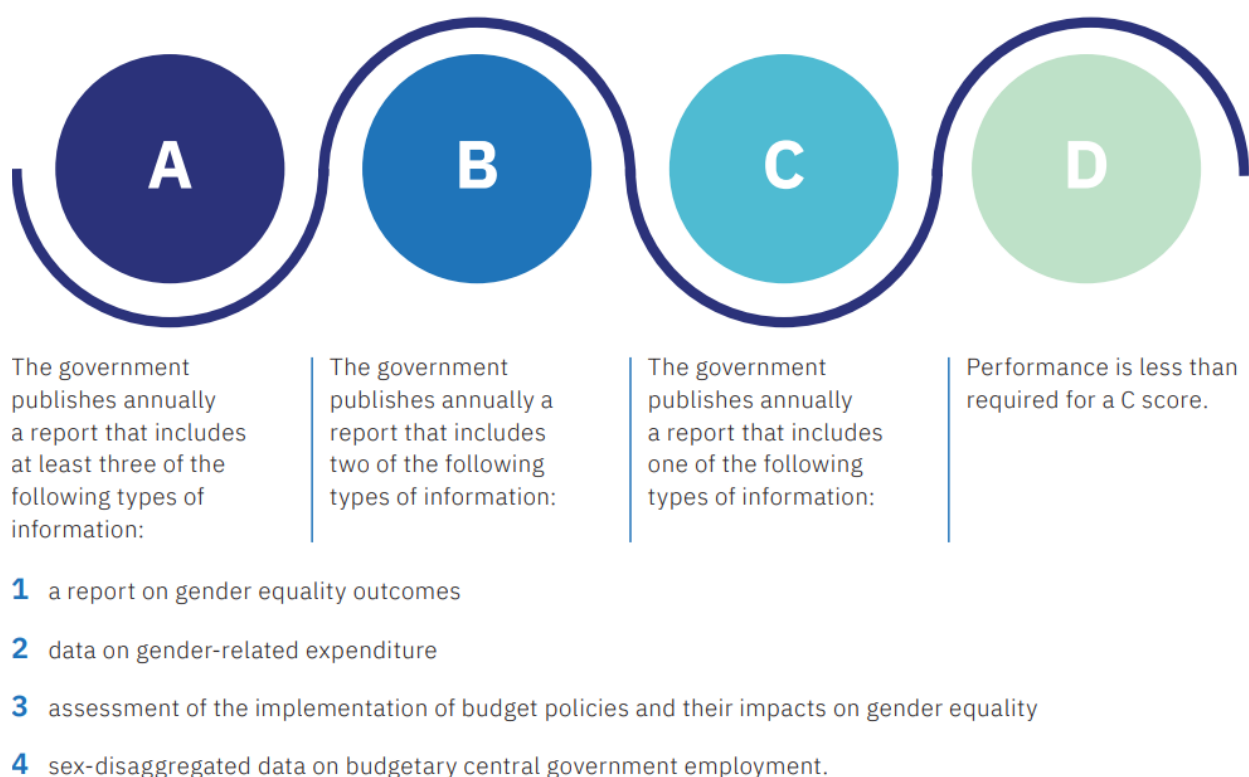 A
B
C
D
The government
publishes annually
a report that includes
at least three of the
following types of
information:
The government
publishes annually a
report that includes
two of the following
types of information:
The government
publishes annually
a report that includes
one of the following
types of information:
Performance is less than
required for a C score.
1 a report on gender equality outcomes
2 data on gender-related expenditure
3 assessment of the implementation of budget policies and their impacts on gender equality
4 sex-disaggregated data on budgetary central government employment.